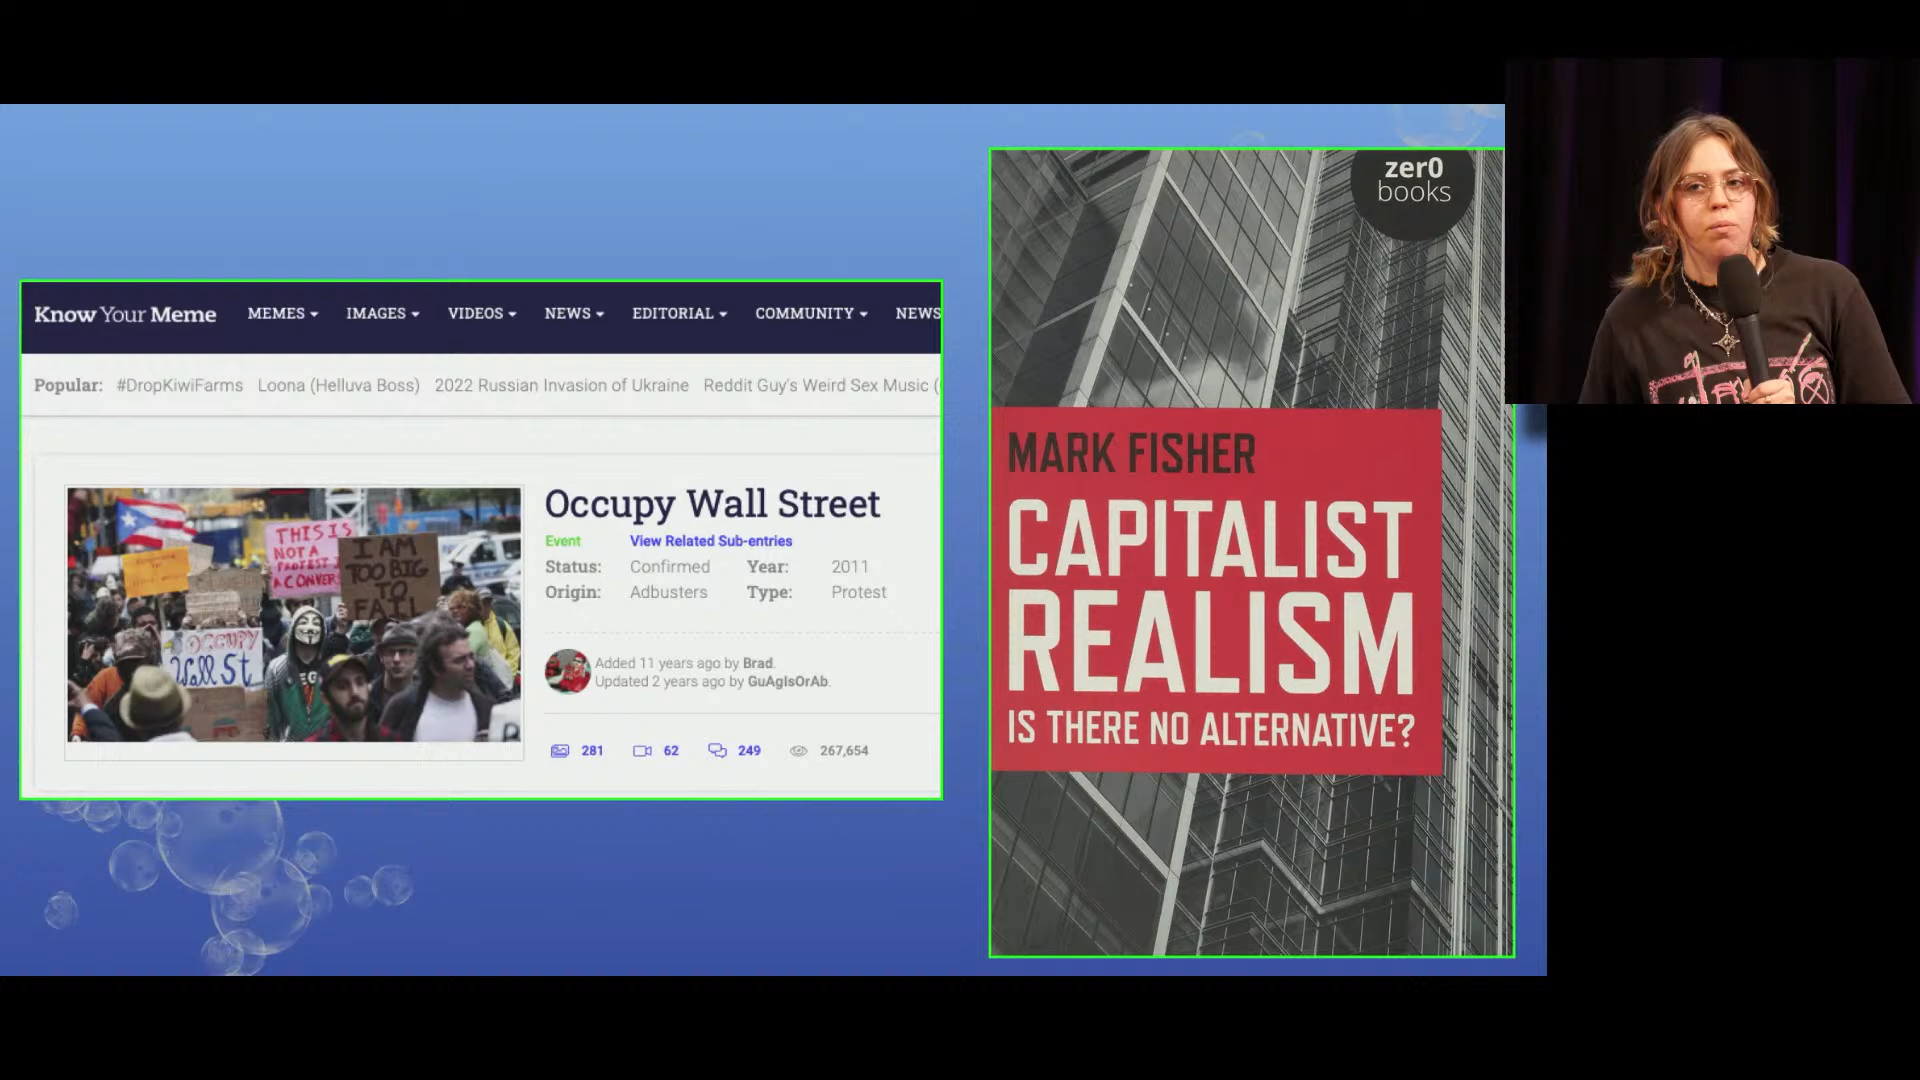 Know Your Meme MEMES IMAGES VIDEOS NEWS EDITORIAL COMMUNITY NEWS
Popular: #DropKiwiFarms Loona (Helluva Boss) 2022 Russian Invasion of Ukraine Reddit Guy's Weird Sex Music (
THIS IS
NOT A
PROTEST
A CONVERS
I AM
TOO BIG
TO
FAIL
OCCUPY
Wall St
Occupy Wall Street
Event View Related Sub-entries
Status: Confirmed Year: 2011
Origin: Adbusters Type: Protest
Added 11 years ago by Brad.
Updated 2 years ago by GuAgIsOrAb.
281 62 249 267,654
zer0
books
MARK FISHER
CAPITALIST
REALISM
IS THERE NO ALTERNATIVE?